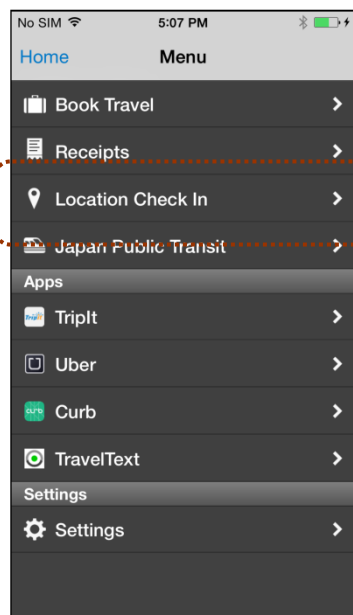 No SIM 5:07 PM
Home Menu
Book Travel
Receipts
Location Check In
Japan Public Transit
Apps
TripIt
Uber
curb Curb
TravelText
Settings
Settings